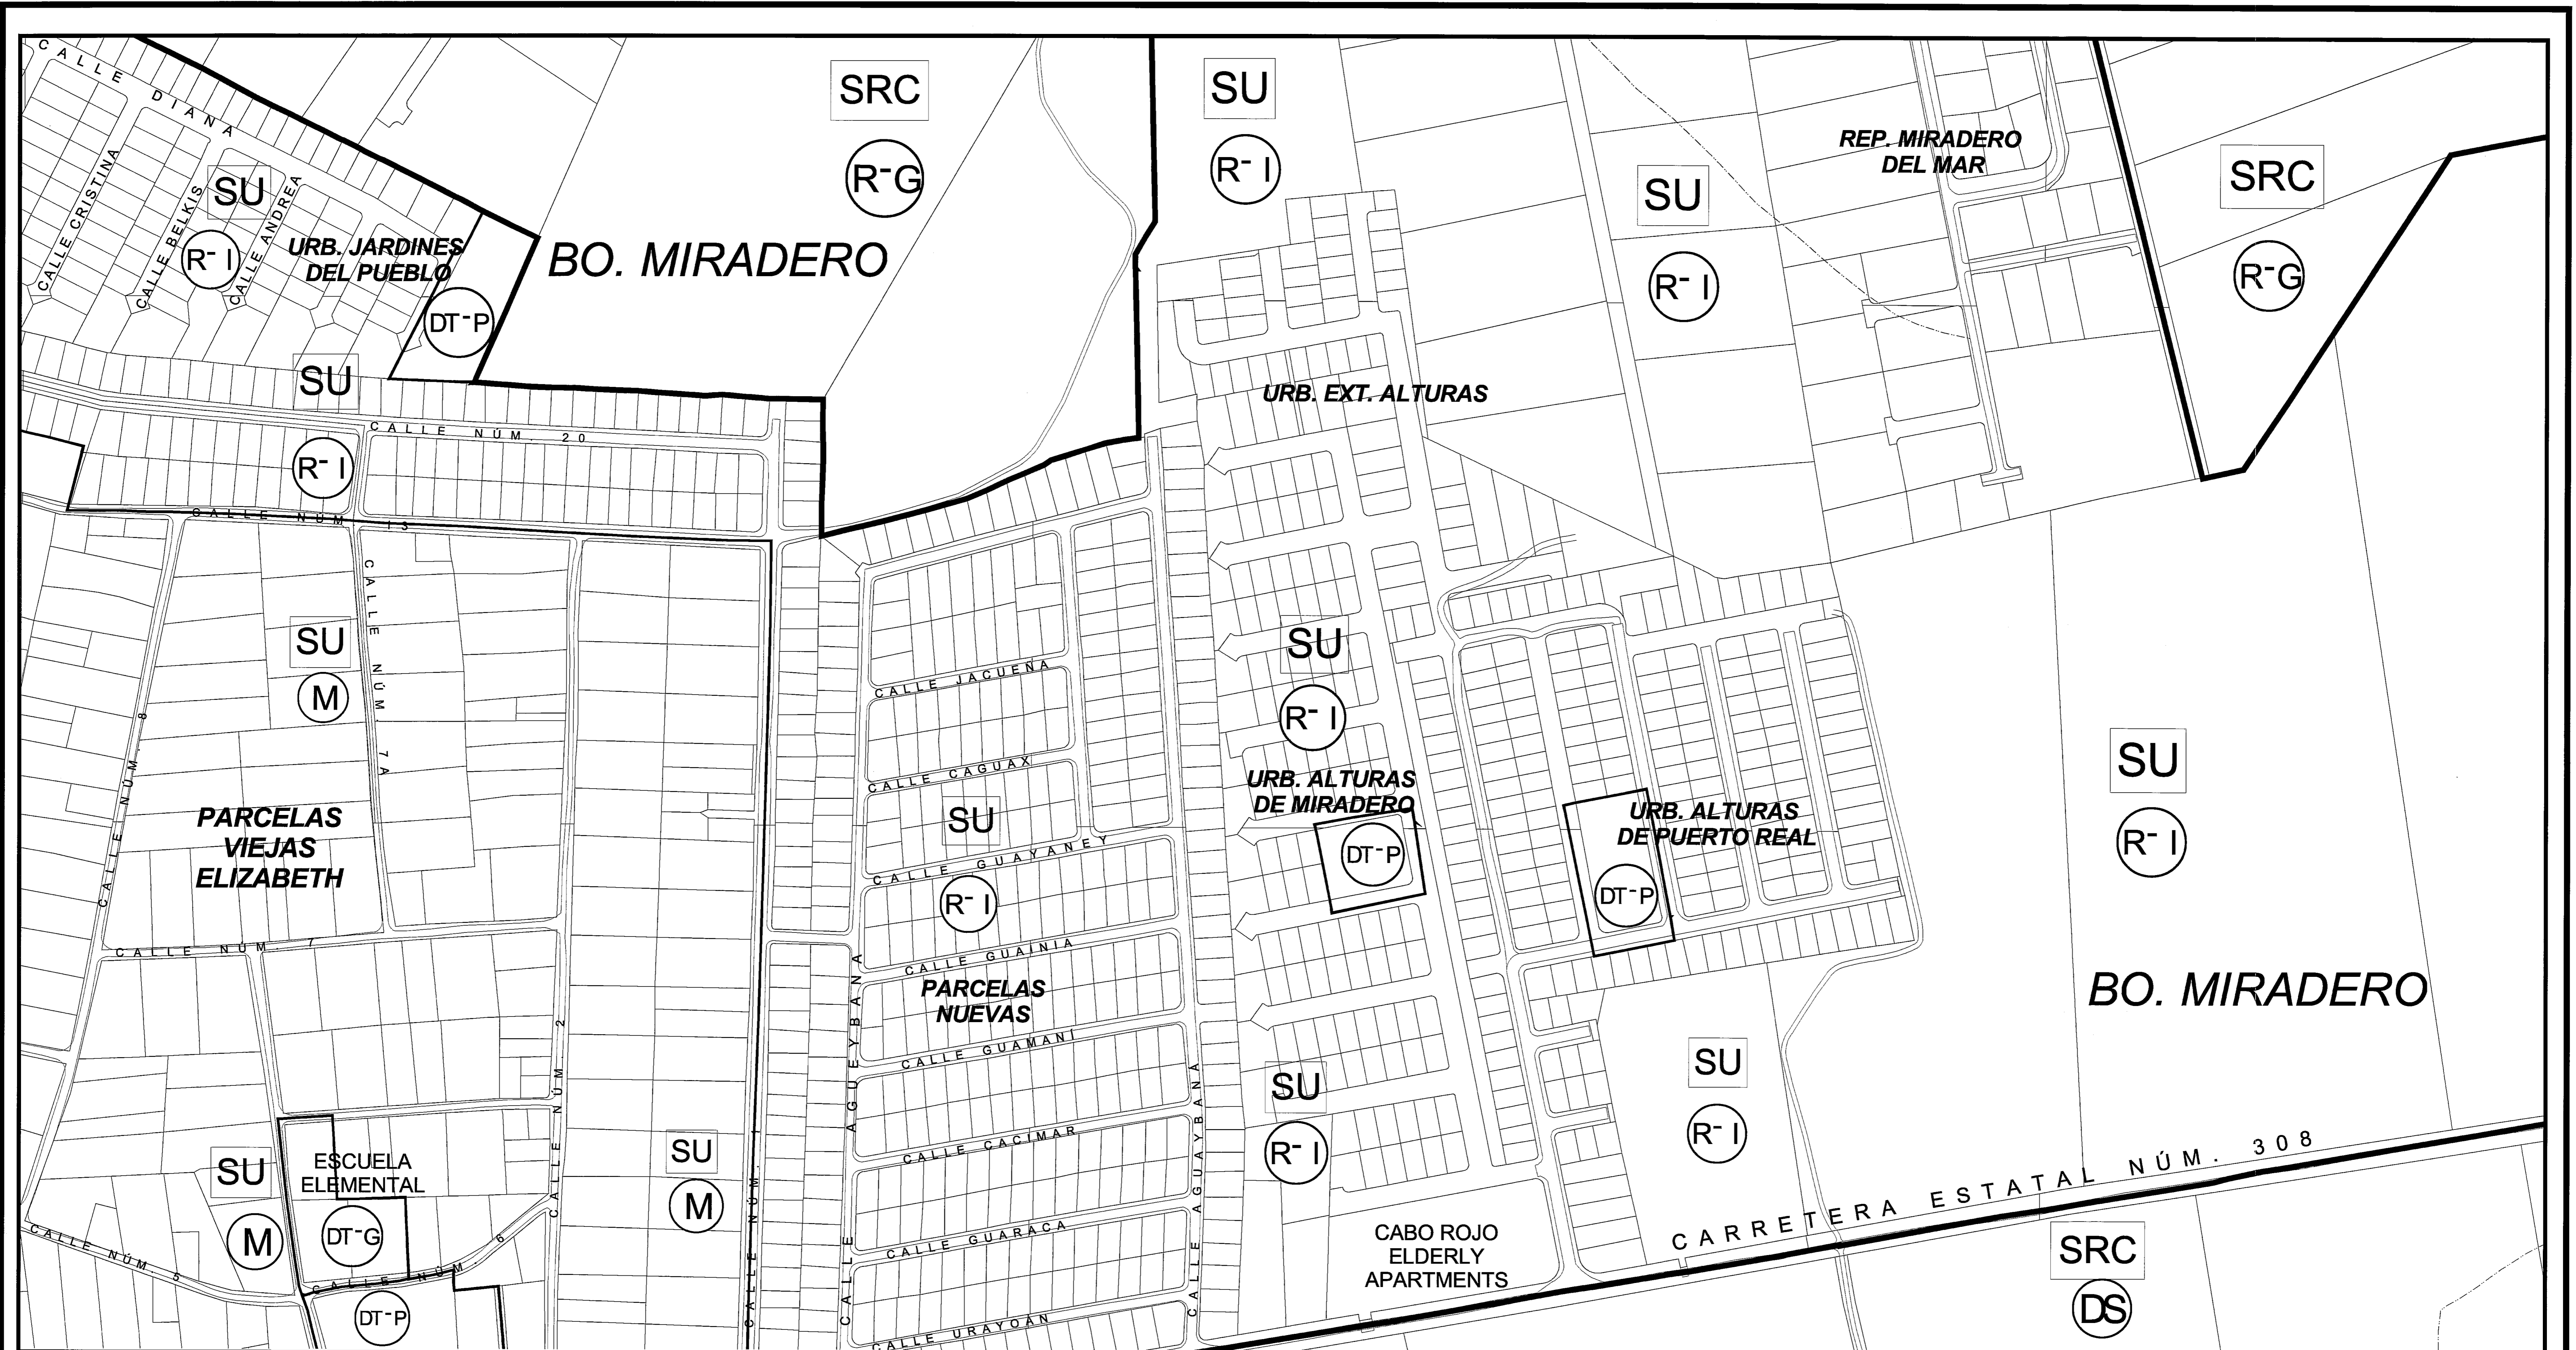 CALLE DIANA
SRC
R-G
SU
R-I
REP. MIRADERO
DEL MAR
SU
R-I
SRC
R-G
CALLE CRISTINA
CALLE BELKIS
CALLE ANDREA
SU
R-I
URB. JARDINES
DEL PUEBLO
DT-P
BO. MIRADERO
SU
R-I
CALLE NÚM. 20
URB. EXT. ALTURAS
CALLE NÚM. 13
CALLE NÚM. 7A
SU
M
CALLE NÚM. 8
PARCELAS
VIEJAS
ELIZABETH
CALLE NÚM. 7
CALLE JACUEÑA
CALLE CAGUAX
SU
R-I
CALLE GUAYANEY
CALLE GUAINIA
PARCELAS
NUEVAS
CALLE GUAMANÍ
CALLE CACIMAR
CALLE GUARACA
CALLE URAYOÁN
SU
R-I
URB. ALTURAS
DE MIRADERO
DT-P
URB. ALTURAS
DE PUERTO REAL
DT-P
SU
R-I
BO. MIRADERO
SU
R-I
SU
R-I
CALLE NÚM. 2
CALLE NÚM. 1
CALLE AGUEYBANA
CALLE AGUAYBANA
SU
M
SU
M
ESCUELA
ELEMENTAL
DT-G
CALLE NÚM. 5
CALLE NÚM. 6
DT-P
CABO ROJO
ELDERLY
APARTMENTS
CARRETERA ESTATAL NÚM. 308
SRC
DS